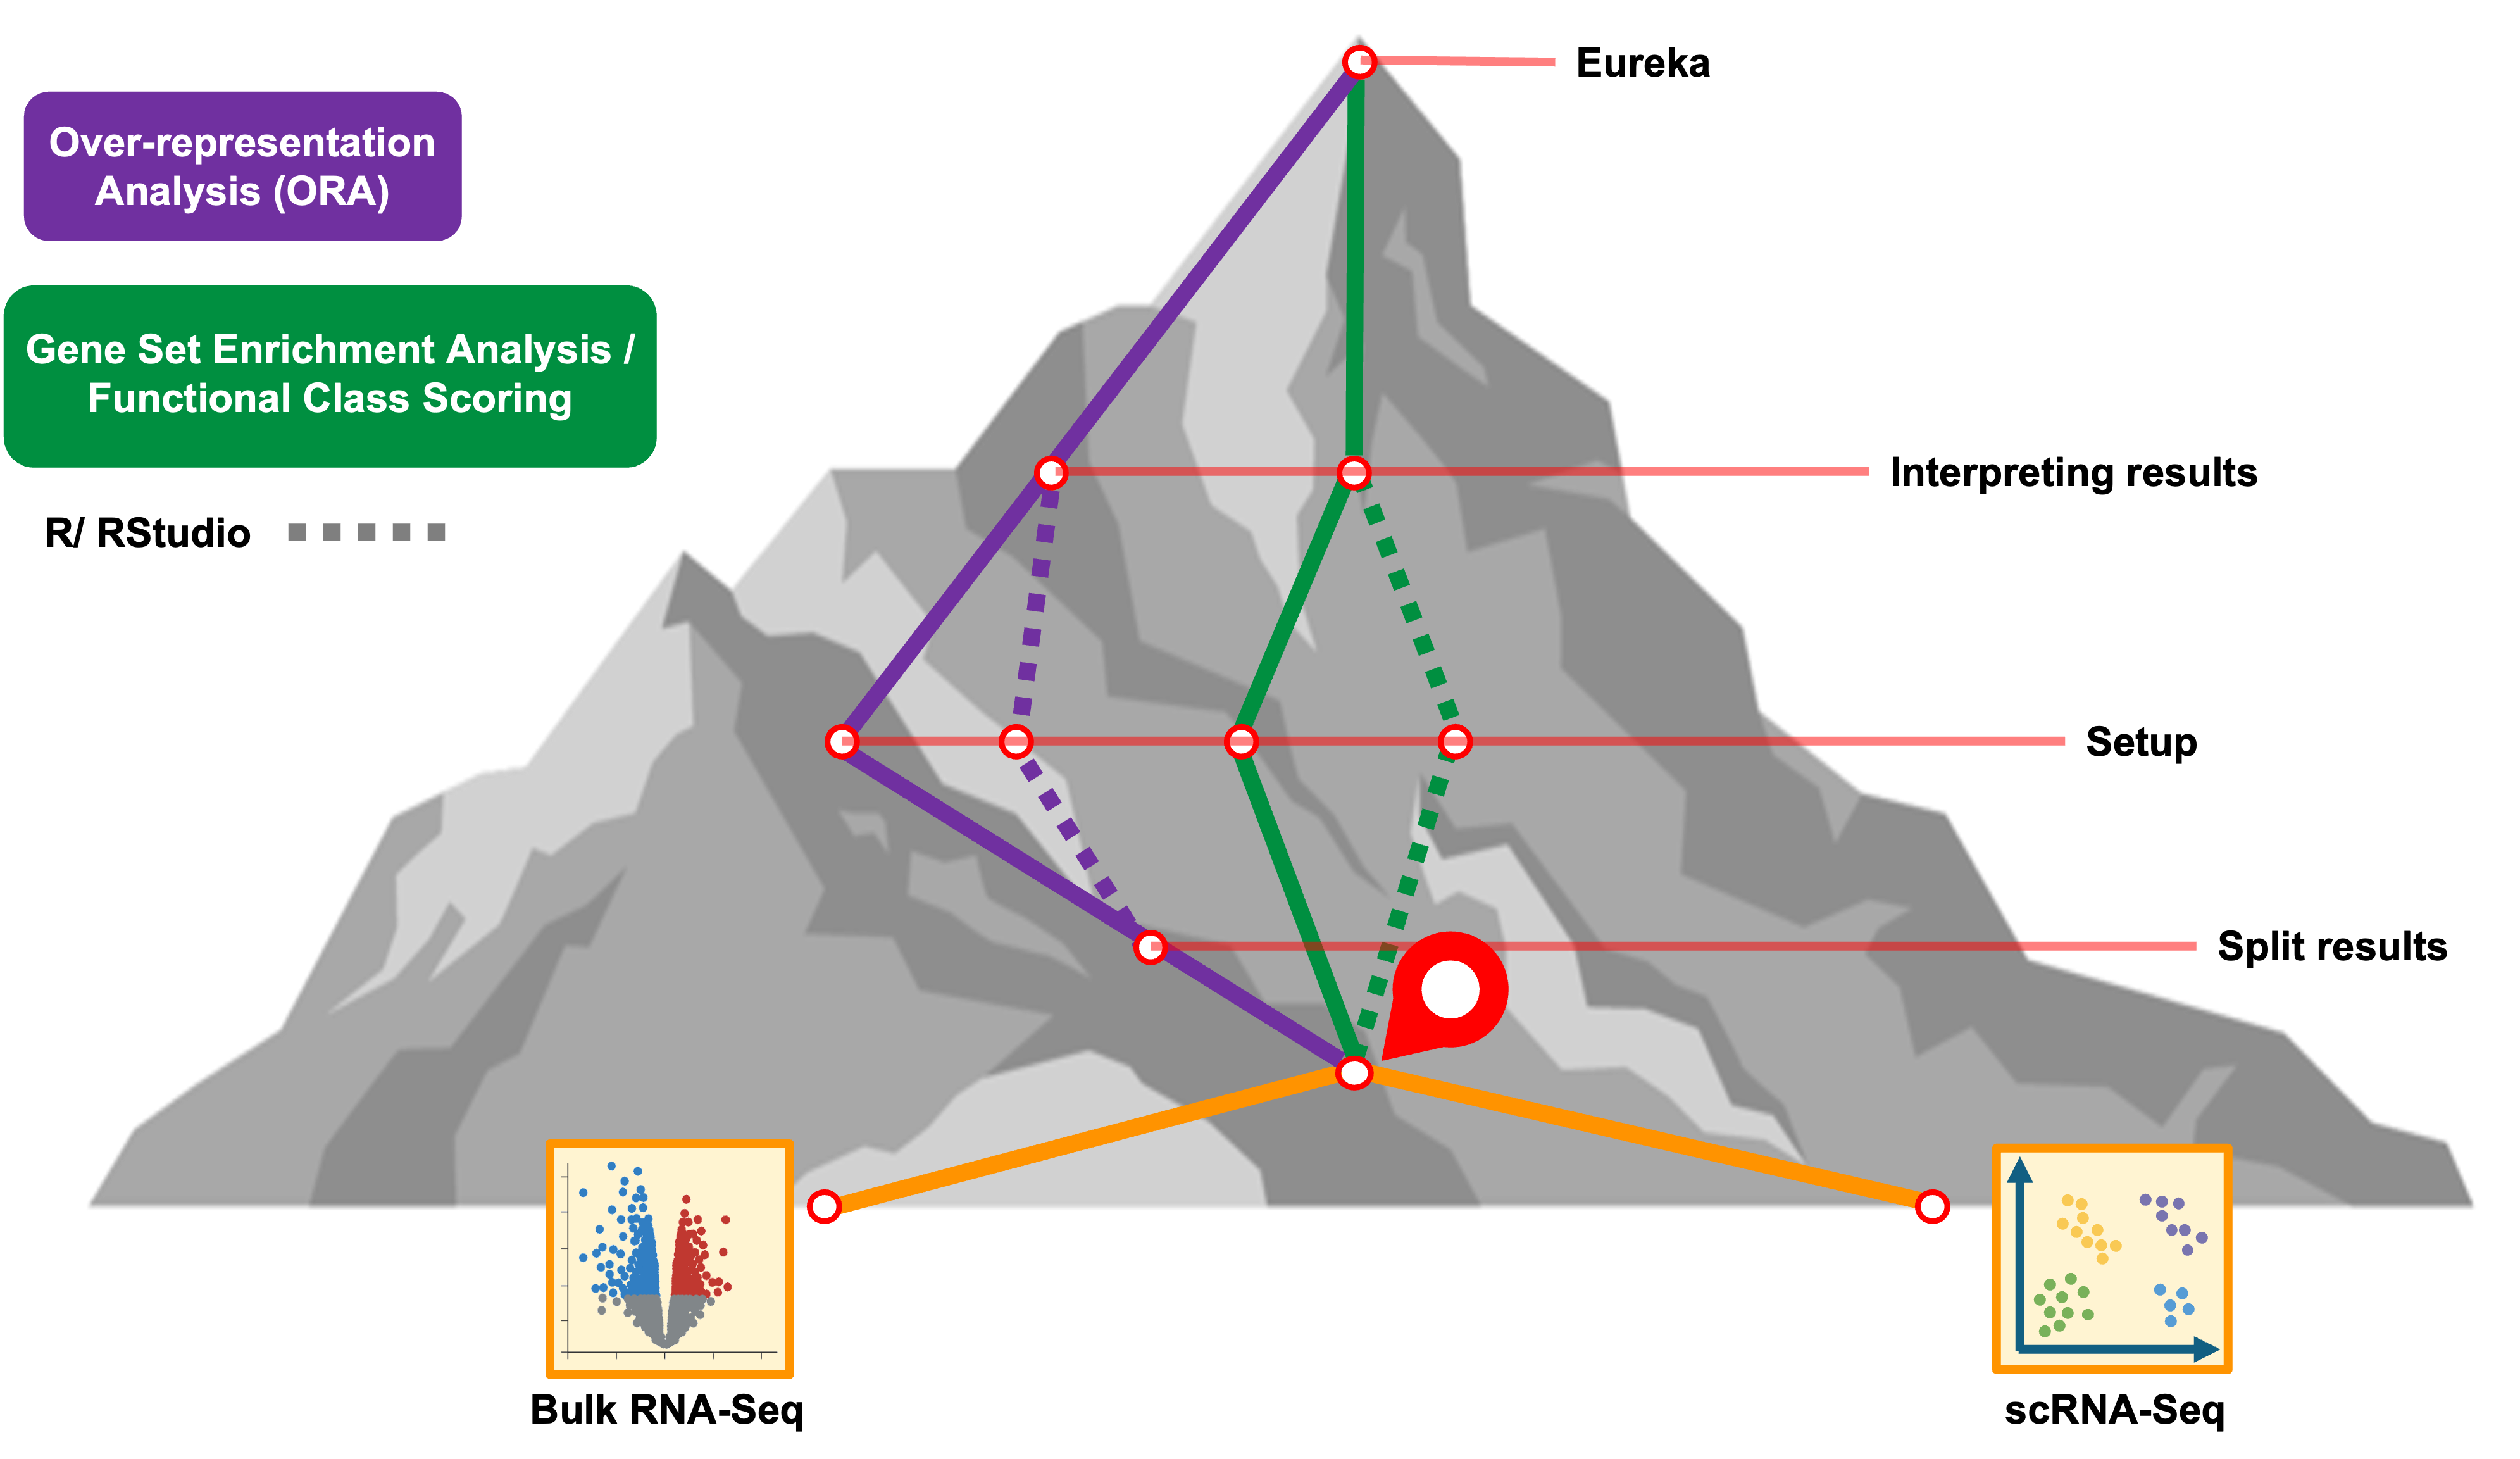 Eureka
Over-representation
Analysis (ORA)
Gene Set Enrichment Analysis /
Functional Class Scoring
Interpreting results
R/ RStudio
Setup
Split results
Bulk RNA-Seq
scRNA-Seq